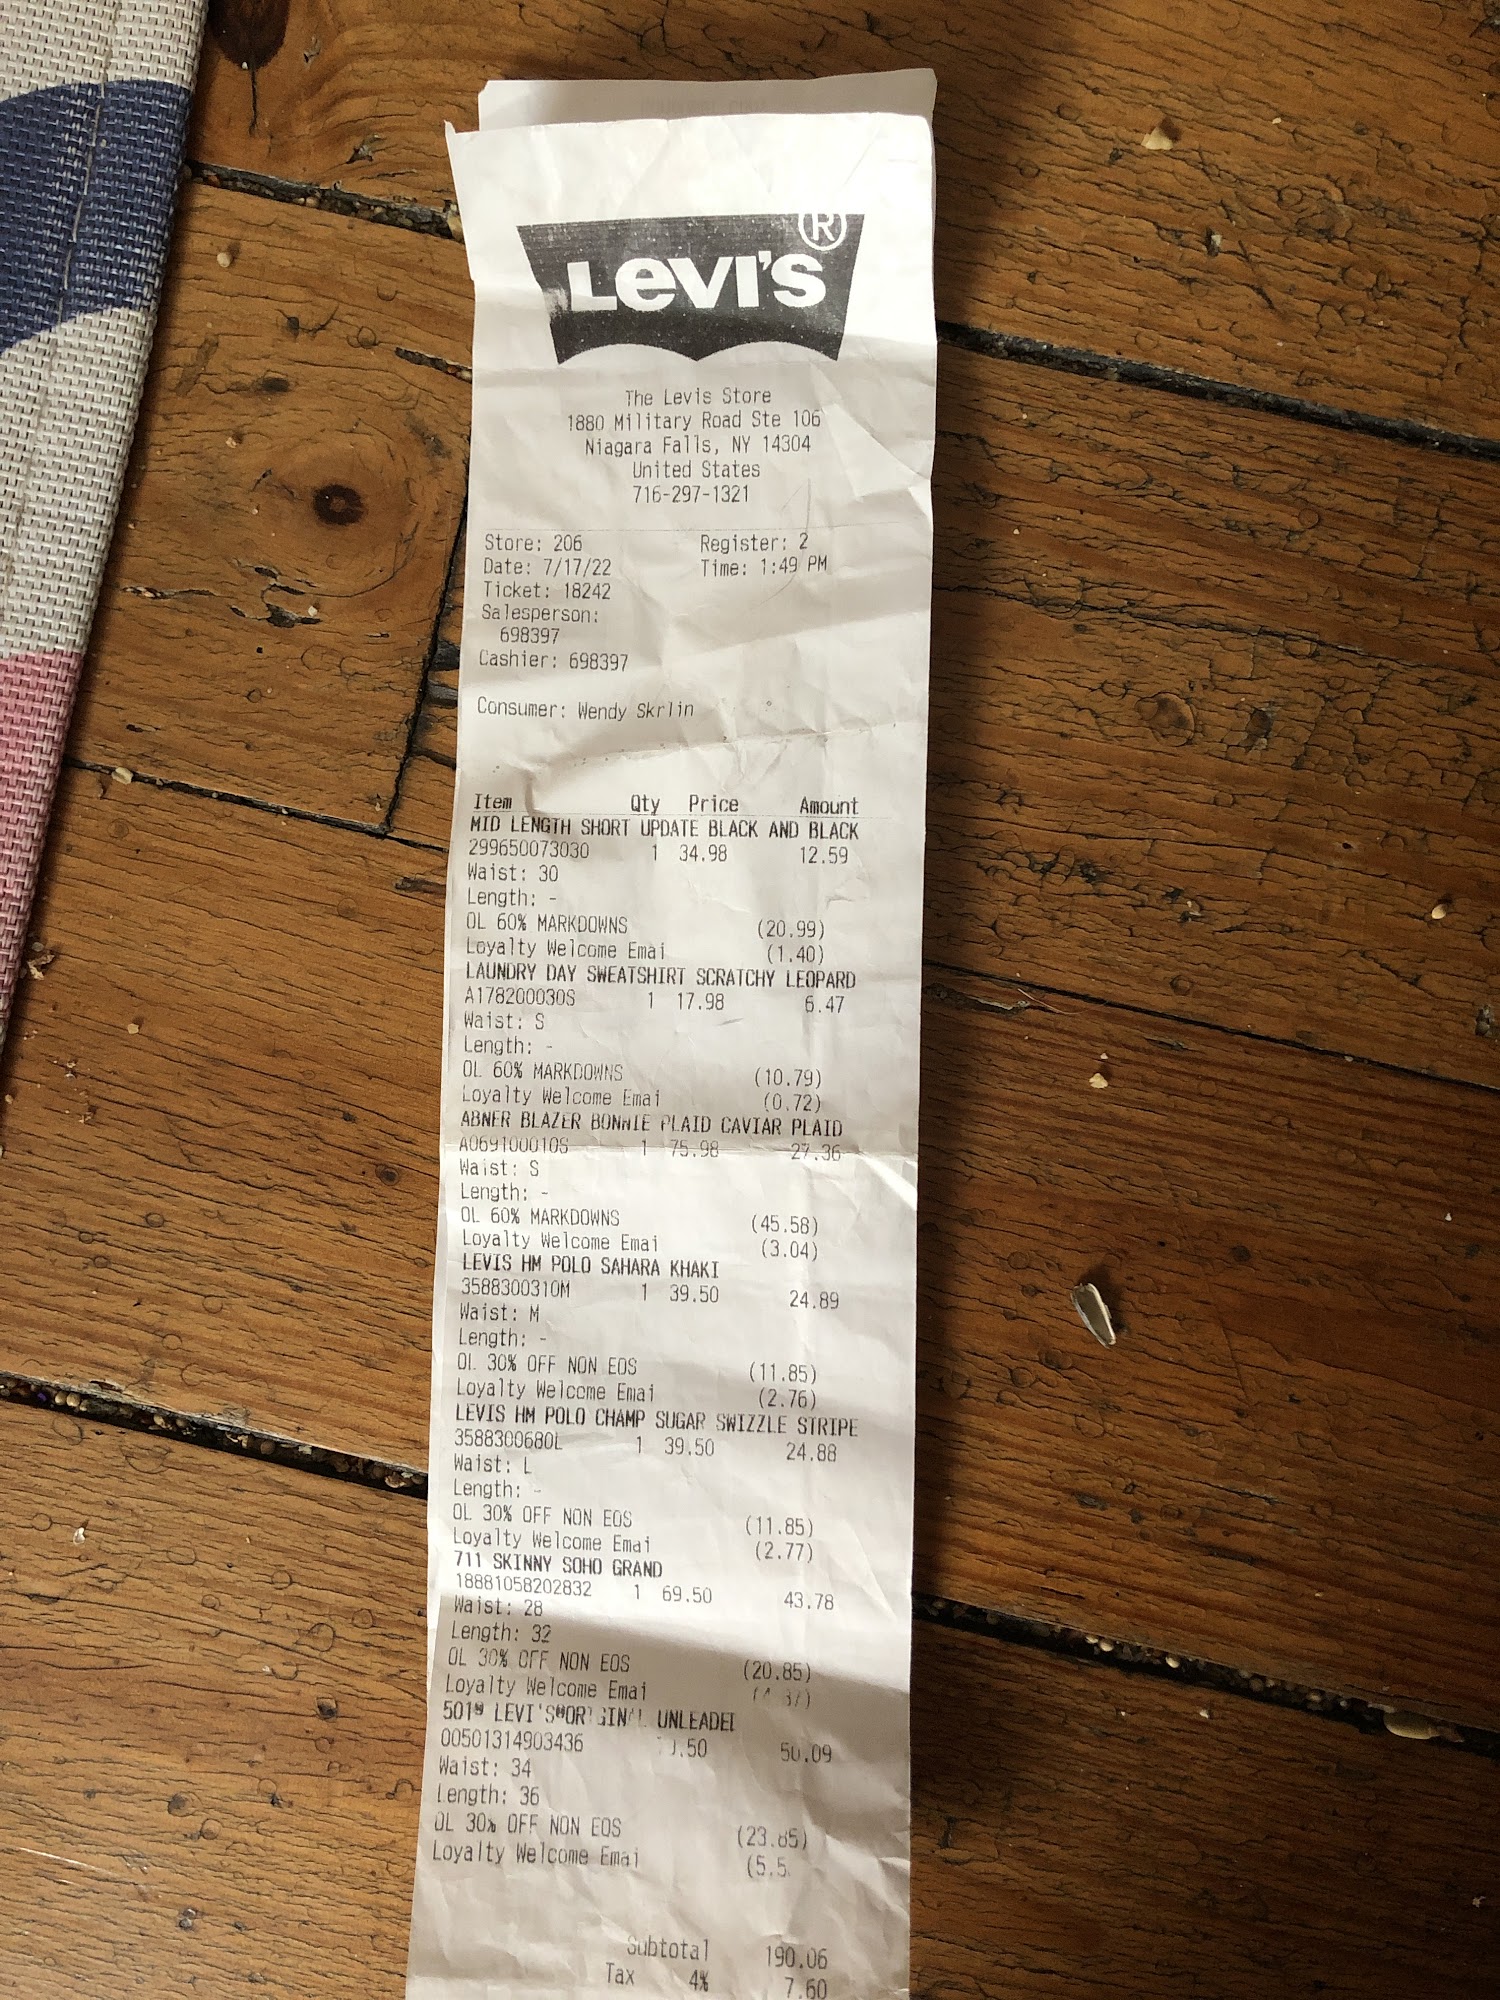 Levi's ®
The Levis Store
1880 Military Road Ste 106
Niagara Falls, NY 14304
United States
716-297-1321
Store: 206 Register: 2
Date: 7/17/22 Time: 1:49 PM
Ticket: 18242
Salesperson:
698397
Cashier: 698397
Consumer: Wendy Skrlin
Item Qty Price Amount
MID LENGTH SHORT UPDATE BLACK AND BLACK
299650073030 1 34.98 12.59
Waist: 30
Length: -
OL 60% MARKDOWNS (20.99)
Loyalty Welcome Emai (1.40)
LAUNDRY DAY SWEATSHIRT SCRATCHY LEOPARD
A17820003OS 1 17.98 6.47
Waist: S
Length: -
OL 60% MARKDOWNS (10.79)
Loyalty Welcome Emai (0.72)
ABNER BLAZER BONNIE PLAID CAVIAR PLAID
A06910001OS 1 75.98 27.36
Waist: S
Length: -
OL 60% MARKDOWNS (45.58)
Loyalty Welcome Emai (3.04)
LEVIS HM POLO SAHARA KHAKI
3588300310M 1 39.50 24.89
Waist: M
Length: -
OL 30% OFF NON EOS (11.85)
Loyalty Welcome Emai (2.76)
LEVIS HM POLO CHAMP SUGAR SWIZZLE STRIPE
3588300680L 1 39.50 24.88
Waist: L
Length: -
OL 30% OFF NON EOS (11.85)
Loyalty Welcome Emai (2.77)
711 SKINNY SOHO GRAND
18881058202832 1 69.50 43.78
Waist: 28
Length: 32
OL 30% OFF NON EOS (20.85)
Loyalty Welcome Emai
501® LEVI'S®ORIGINAL UNLEADED
00501314903436 50.09
Waist: 34
Length: 36
OL 30% OFF NON EOS (23.85)
Loyalty Welcome Emai
Subtotal 190.06
Tax 4% 7.60